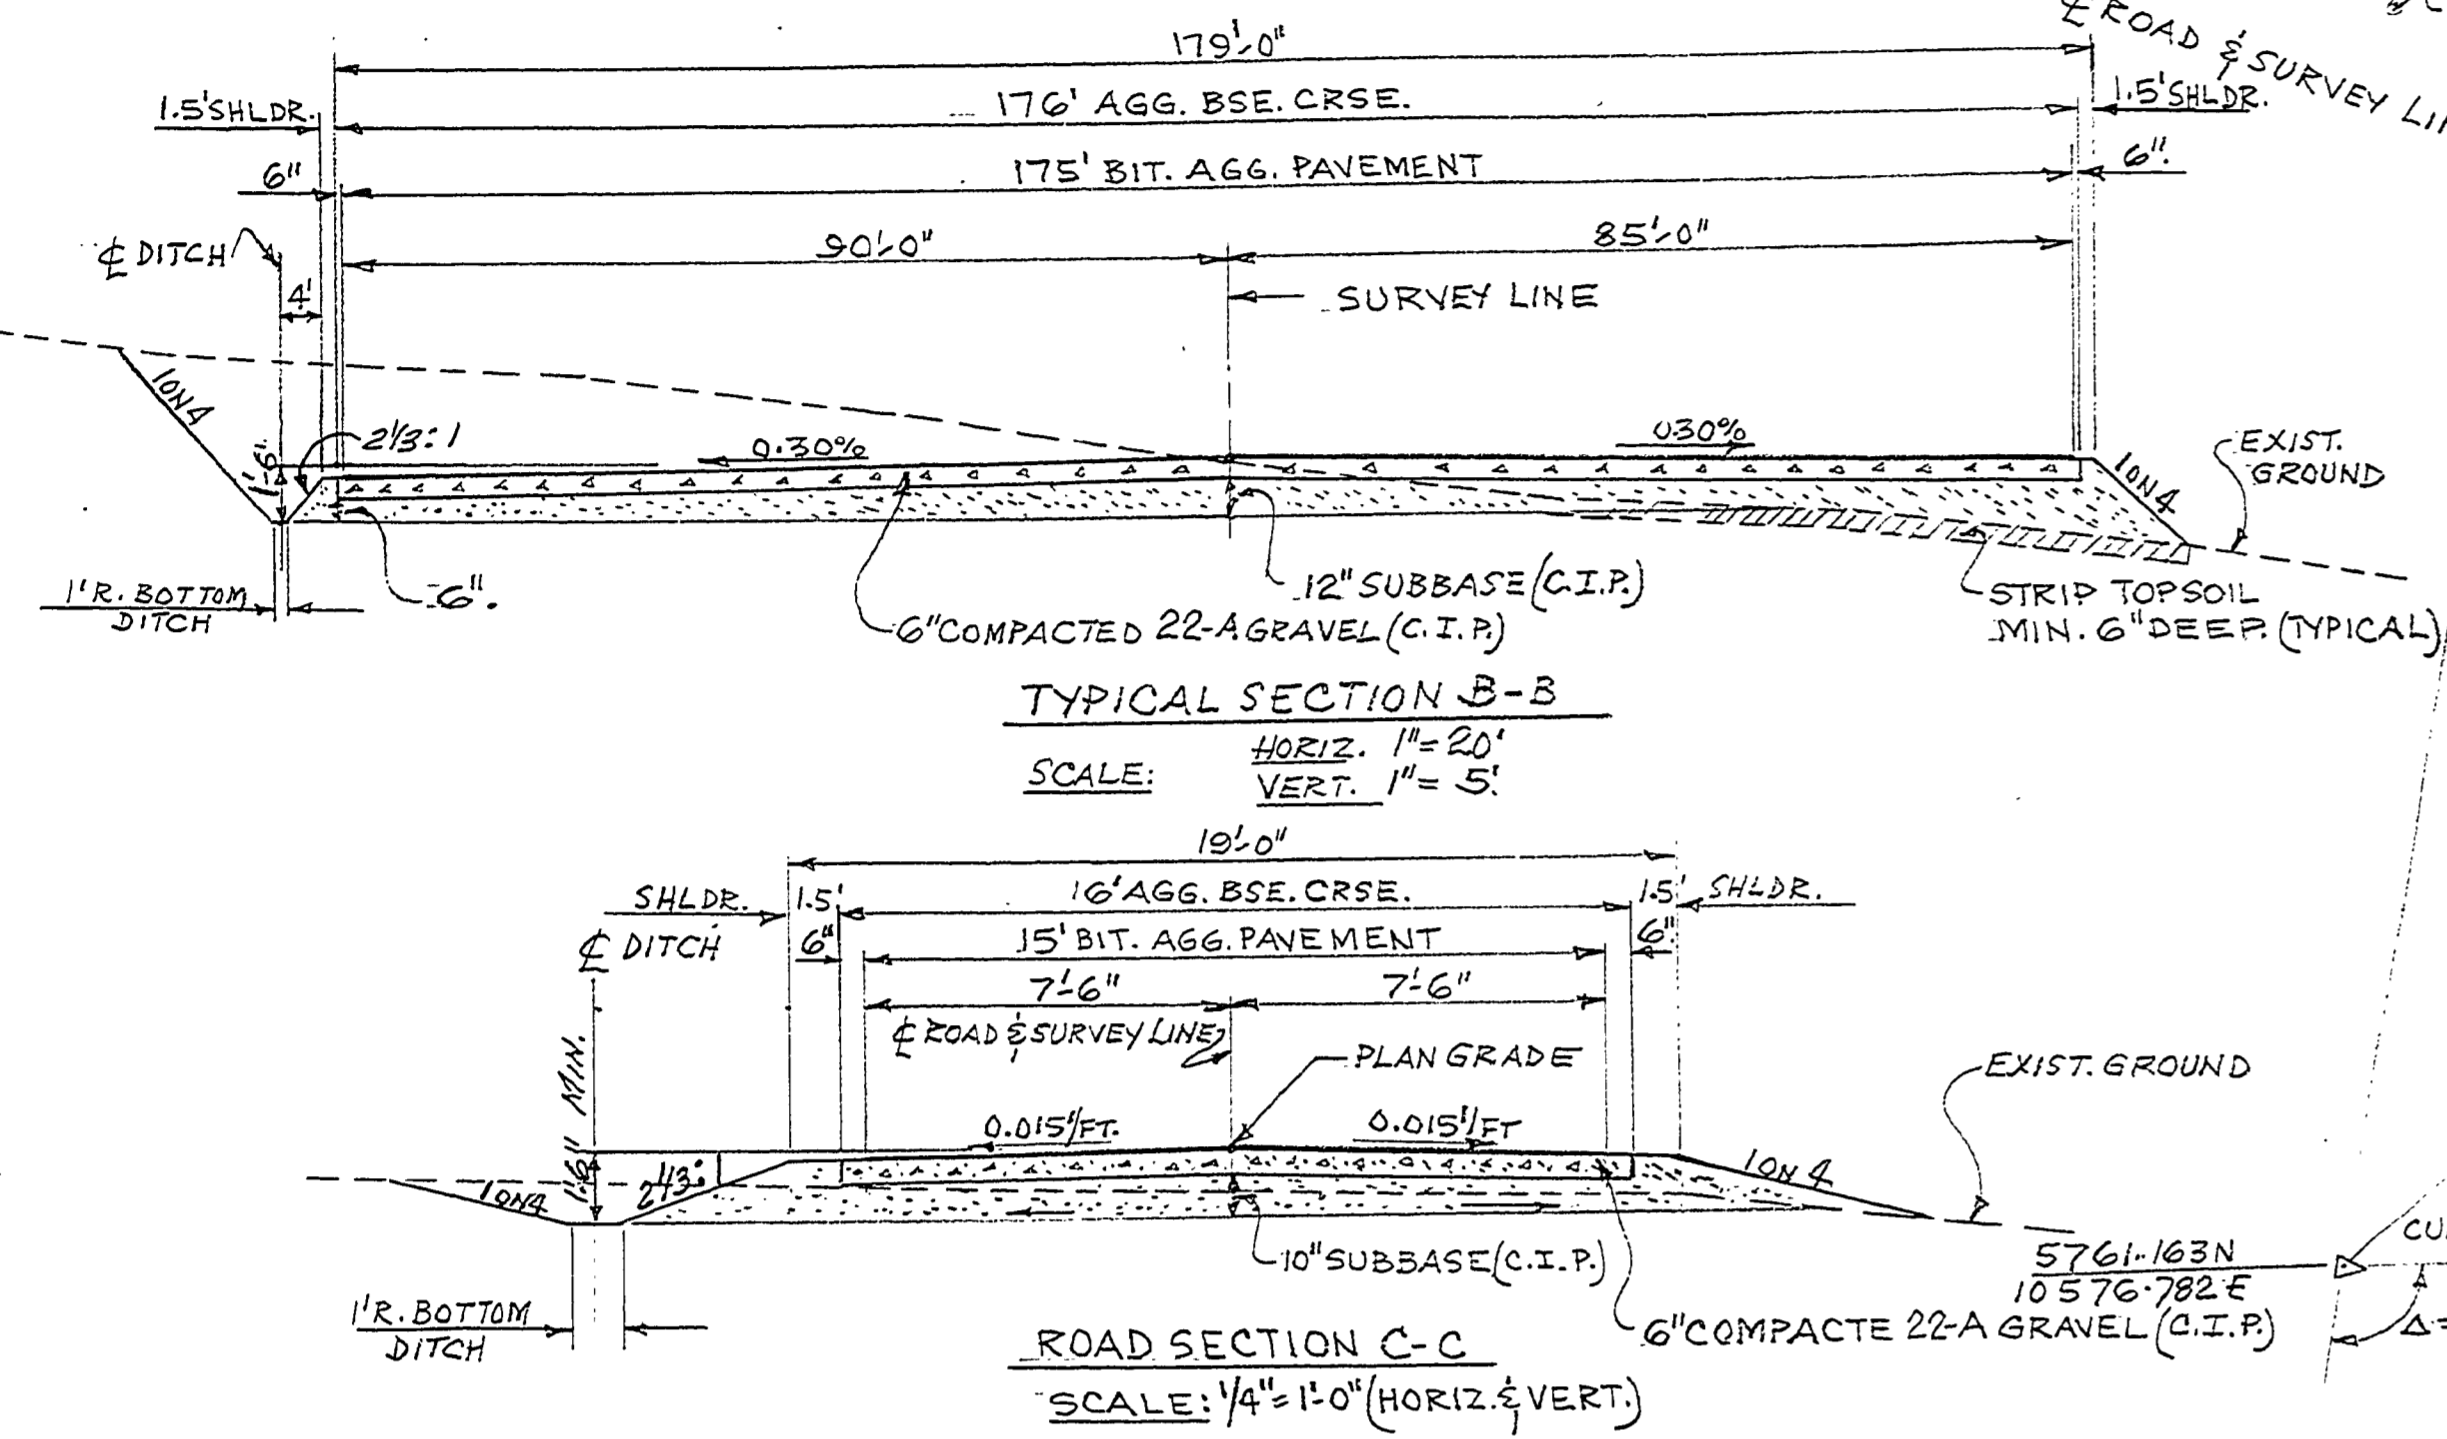 179'-0"
℄ ROAD & SURVEY LIN
1.5' SHLDR.
176' AGG. BSE. CRSE.
1.5' SHLDR.
6"
175' BIT. AGG. PAVEMENT
6".
℄ DITCH
90'-0"
85'-0"
4'
SURVEY LINE
1 ON 4
2 1/3:1
1'-6"
0.30%
0.30%
1 ON 4
EXIST.
GROUND
1'R. BOTTOM
DITCH
6".
12" SUBBASE (C.I.P.)
6" COMPACTED 22-A GRAVEL (C.I.P.)
STRIP TOPSOIL
MIN. 6" DEEP. (TYPICAL)
TYPICAL SECTION B-B
SCALE:
HORIZ. 1"= 20'
VERT. 1"= 5'
19'-0"
SHLDR.
1.5'
16' AGG. BSE. CRSE.
1.5'
SHLDR.
℄ DITCH
6"
15' BIT. AGG. PAVEMENT
6"
7'-6"
7'-6"
℄ ROAD & SURVEY LINE
PLAN GRADE
1'-6" MIN.
0.015'/FT.
0.015'/FT
EXIST. GROUND
1 ON 4
1 ON 4
10" SUBBASE (C.I.P.)
5761.163N
10576.782E
CU
1'R. BOTTOM
DITCH
6" COMPACTE 22-A GRAVEL (C.I.P.)
Δ=
ROAD SECTION C-C
SCALE: 1/4"=1'-0" (HORIZ. & VERT.)